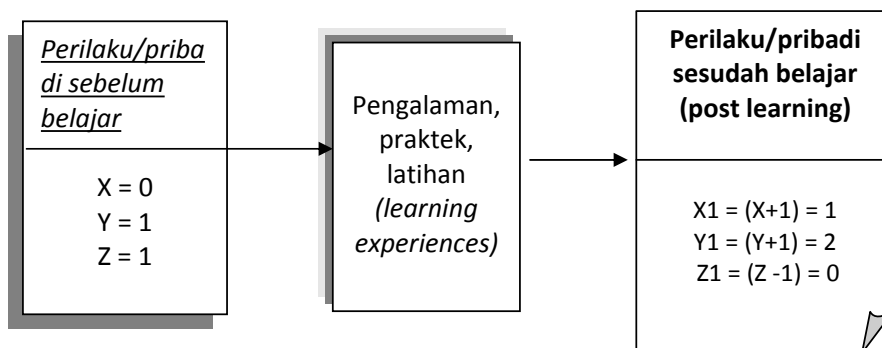 Perilaku/priba
di sebelum
belajar
X = 0
Y = 1
Z = 1
Pengalaman,
praktek,
latihan
(learning
experiences)
Perilaku/pribadi
sesudah belajar
(post learning)
X1 = (X+1) = 1
Y1 = (Y+1) = 2
Z1 = (Z -1) = 0